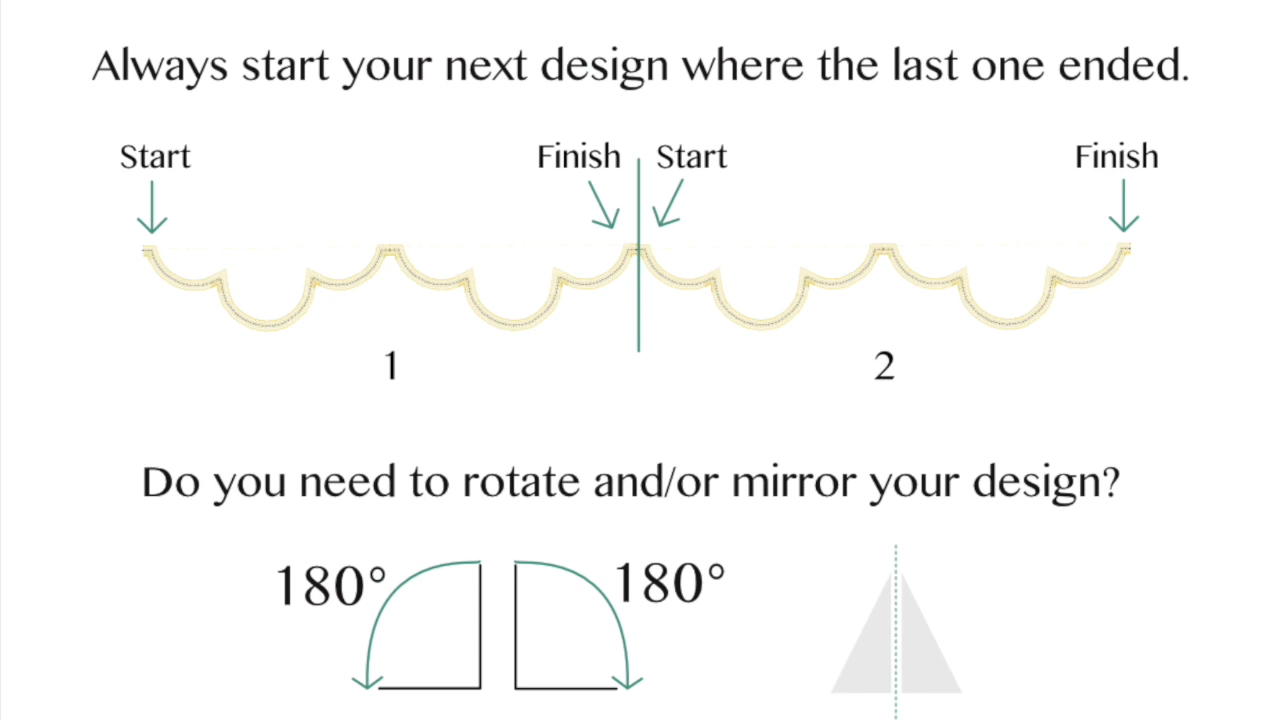 Always start your next design where the last one ended.
Start Finish Start Finish
1 2
Do you need to rotate and/or mirror your design?
180° 180°